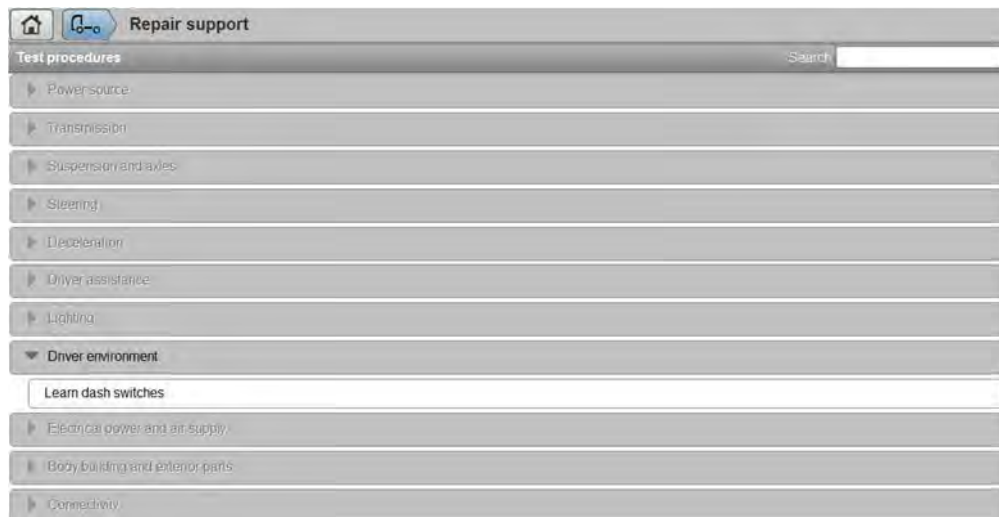 Repair support
Test procedures Search
Power source
Transmission
Suspension and axles
Steering
Deceleration
Driver assistance
Lighting
Driver environment
Learn dash switches
Electrical power and air supply
Body building and exterior parts
Connectivity